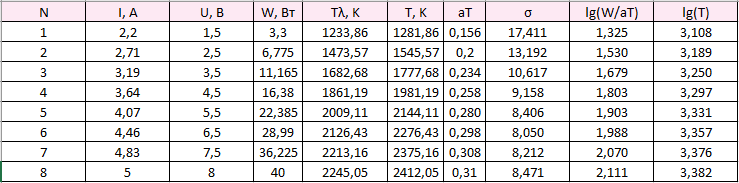 N I, A U, B W, Вт Tλ, K T, K aT σ lg(W/aT) lg(T)
1 2,2 1,5 3,3 1233,86 1281,86 0,156 17,411 1,325 3,108
2 2,71 2,5 6,775 1473,57 1545,57 0,2 13,192 1,530 3,189
3 3,19 3,5 11,165 1682,68 1777,68 0,234 10,617 1,679 3,250
4 3,64 4,5 16,38 1861,19 1981,19 0,258 9,158 1,803 3,297
5 4,07 5,5 22,385 2009,11 2144,11 0,280 8,406 1,903 3,331
6 4,46 6,5 28,99 2126,43 2276,43 0,298 8,050 1,988 3,357
7 4,83 7,5 36,225 2213,16 2375,16 0,308 8,212 2,070 3,376
8 5 8 40 2245,05 2412,05 0,31 8,471 2,111 3,382